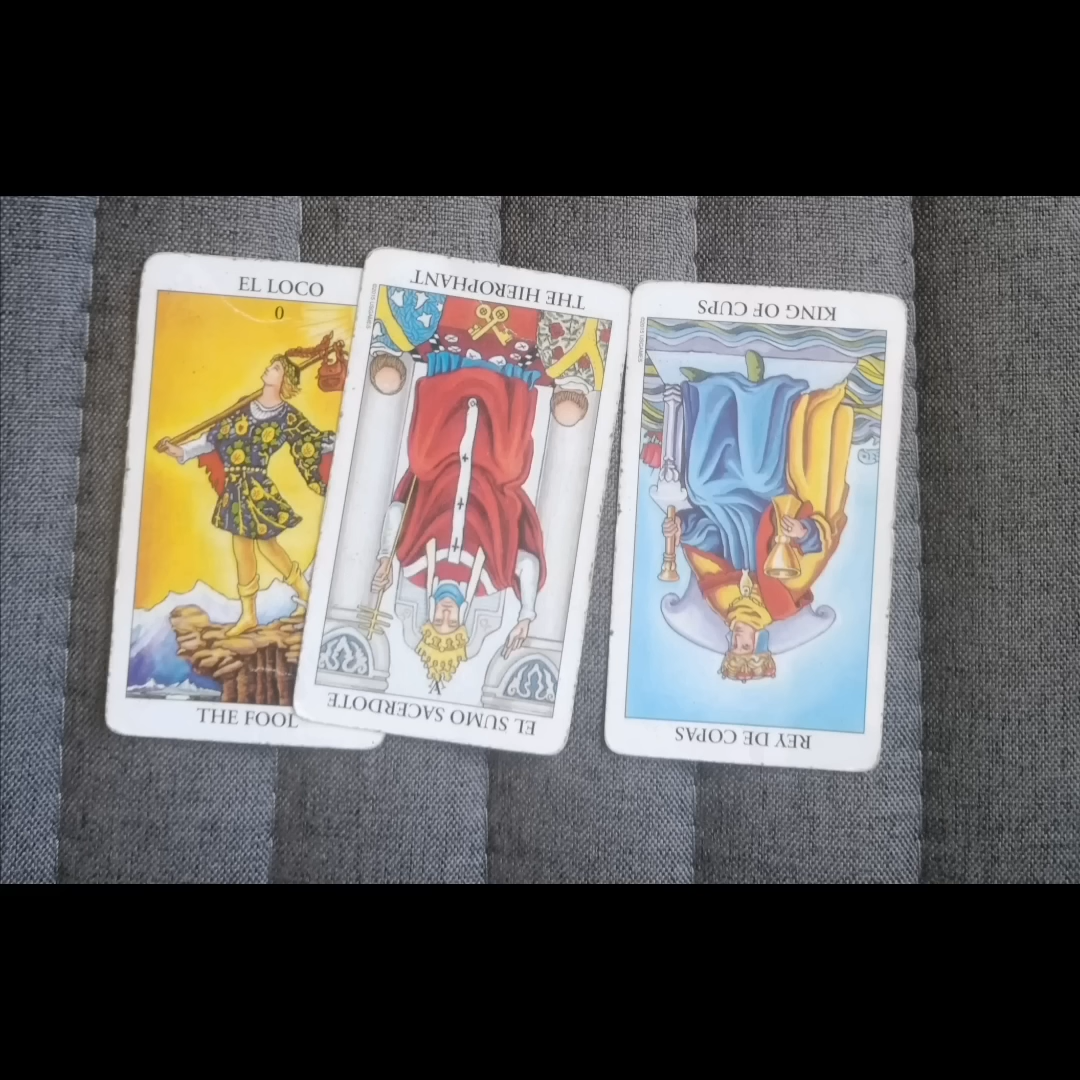 EL LOCO
0
THE FOOL
THE HIEROPHANT
V
EL SUMO SACERDOTE
KING OF CUPS
REY DE COPAS